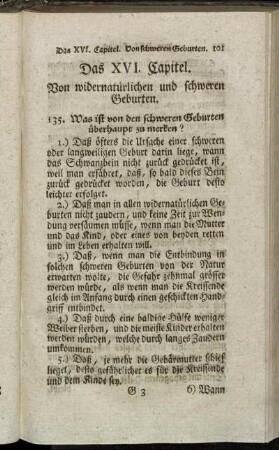 Das XVI. Capitel. Von schweren Geburten. 101
Das XVI. Capitel.
Von widernatürlichen und schweren
Geburten.
135. Was ist von den schweren Geburten
überhaupt zu merken?
1.) Daß öfters die Ursache einer schweren
oder langweiligen Geburt darin liege, wann
das Schwanzbein nicht zurück gedrücket ist,
weil man erfähret, daß, so bald dieses Bein
zurück gedrücket worden, die Geburt desto
leichter erfolget.
2.) Daß man in allen widernatürlichen Ge-
burten nicht zaudern, und keine Zeit zur Wen-
dung versäumen müsse, wenn man die Mutter
und das Kind, oder eines von beyden retten
und im Leben erhalten will.
3.) Daß, wenn man die Entbindung in
solchen schweren Geburten von der Natur
erwarten wolte, die Gefahr zehnmal grösser
werden würde, als wenn man die Kreissende
gleich im Anfang durch einen geschickten Hand-
griff entbindet.
4.) Daß durch eine baldige Hülfe weniger
Weiber sterben, und die meiste Kinder erhalten
werden würden, welche durch langes Zaudern
umkommen.
5.) Daß, je mehr die Gebärmutter schief
lieget, desto gefährlicher es für die Kreissende
und dem Kinde sey.
G 3 6) Wann